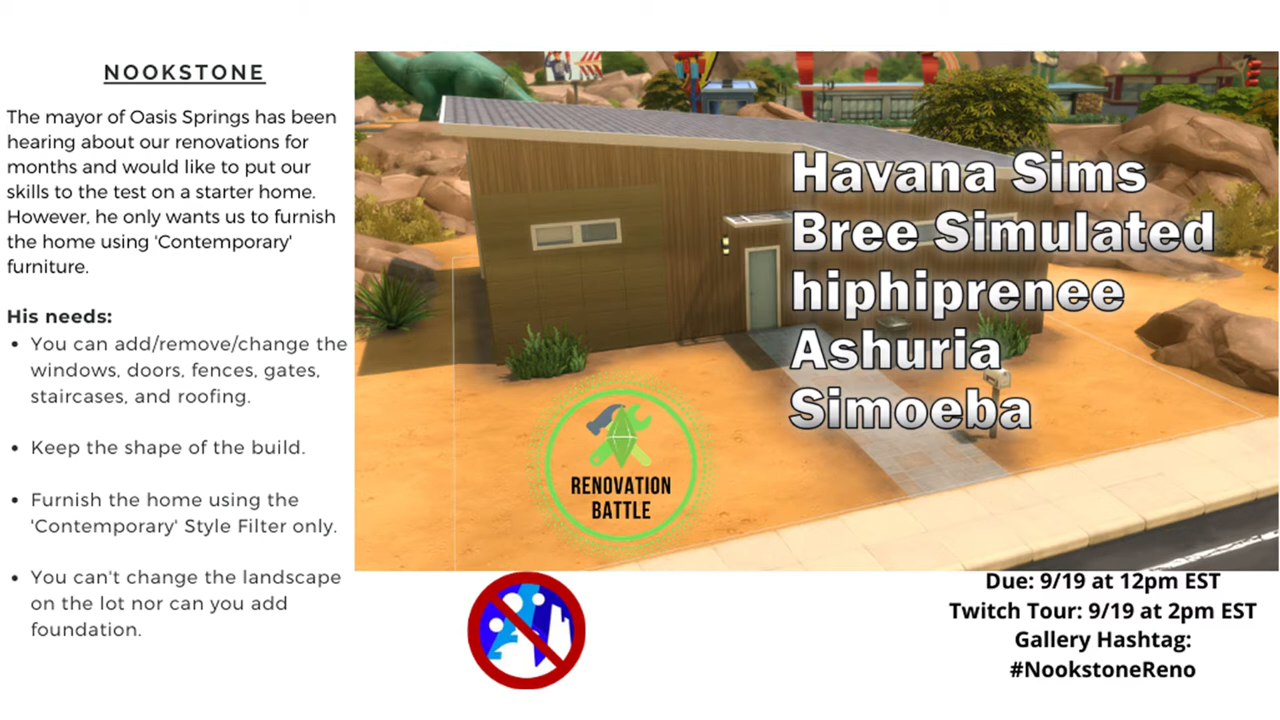 NOOKSTONE
The mayor of Oasis Springs has been
hearing about our renovations for
months and would like to put our
skills to the test on a starter home.
However, he only wants us to furnish
the home using 'Contemporary'
furniture.
His needs:
• You can add/remove/change the
windows, doors, fences, gates,
staircases, and roofing.
• Keep the shape of the build.
• Furnish the home using the
'Contemporary' Style Filter only.
• You can't change the landscape
on the lot nor can you add
foundation.
Havana Sims
Bree Simulated
hiphiprenee
Ashuria
Simoeba
RENOVATION
BATTLE
Due: 9/19 at 12pm EST
Twitch Tour: 9/19 at 2pm EST
Gallery Hashtag:
#NookstoneReno